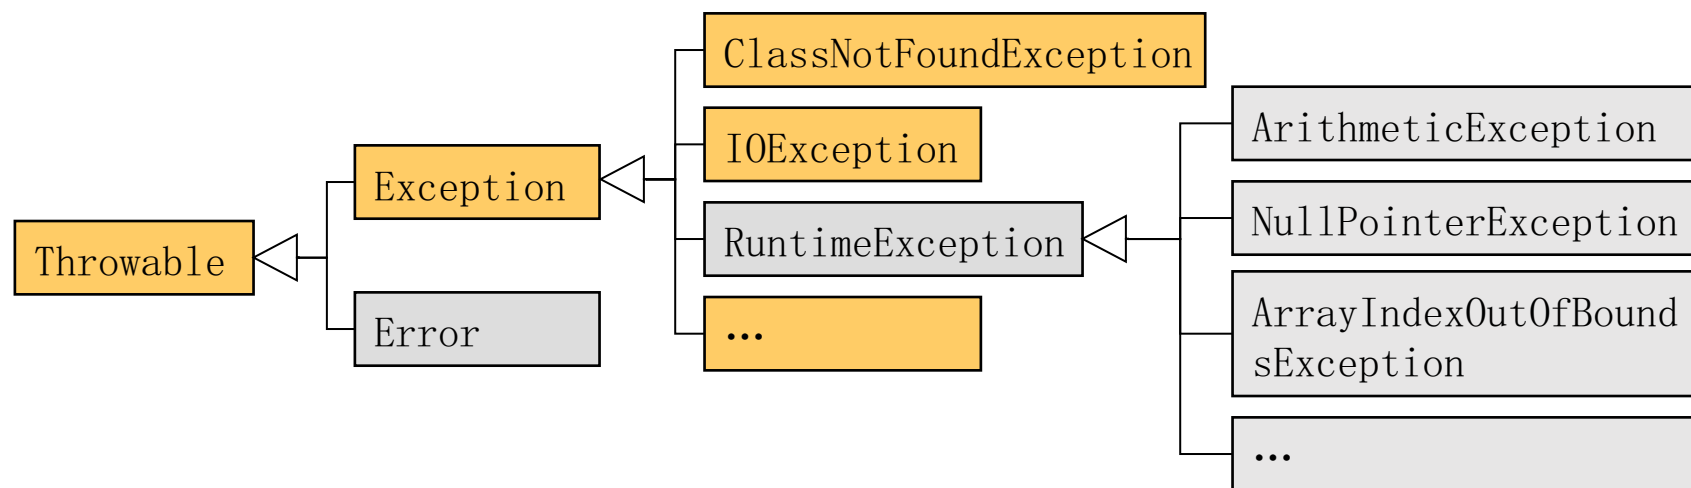 Throwable
Exception
Error
ClassNotFoundException
IOException
RuntimeException
…
ArithmeticException
NullPointerException
ArrayIndexOutOfBound
sException
…